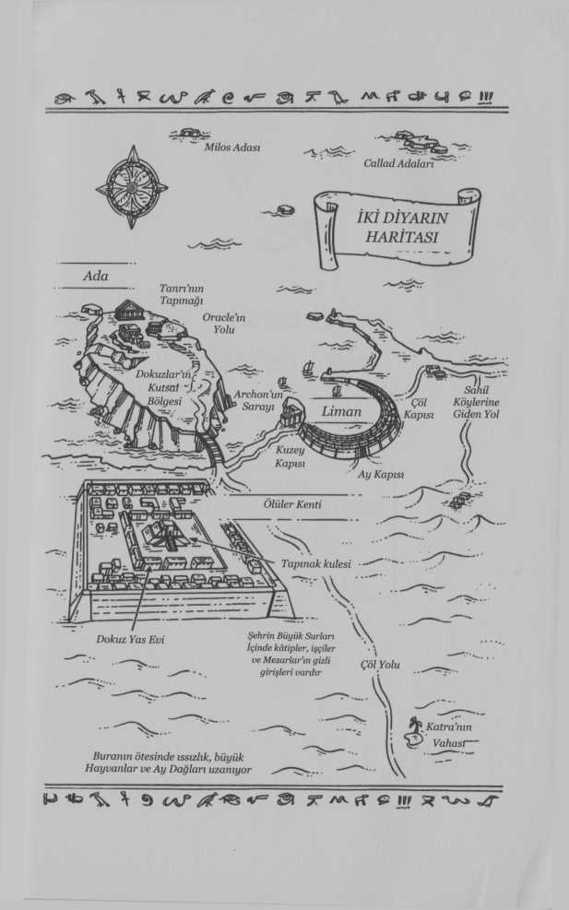 Milos Adası
Callad Adaları
İKİ DİYARIN
HARİTASI
Ada
Tanrı'nın
Tapınağı
Oracle'ın
Yolu
Dokuzlar'ın
Kutsal
Bölgesi
Archon'un
Sarayı
Liman
Çöl
Kapısı
Sahil
Köylerine
Giden Yol
Kuzey
Kapısı
Ay Kapısı
Ölüler Kenti
Tapınak kulesi
Dokuz Yas Evi
Şehrin Büyük Surları
İçinde kâtipler, işçiler
ve Mezarlar'ın gizli
girişleri vardır
Çöl Yolu
Katra'nın
Vahası
Buranın ötesinde ıssızlık, büyük
Hayvanlar ve Ay Dağları uzanıyor